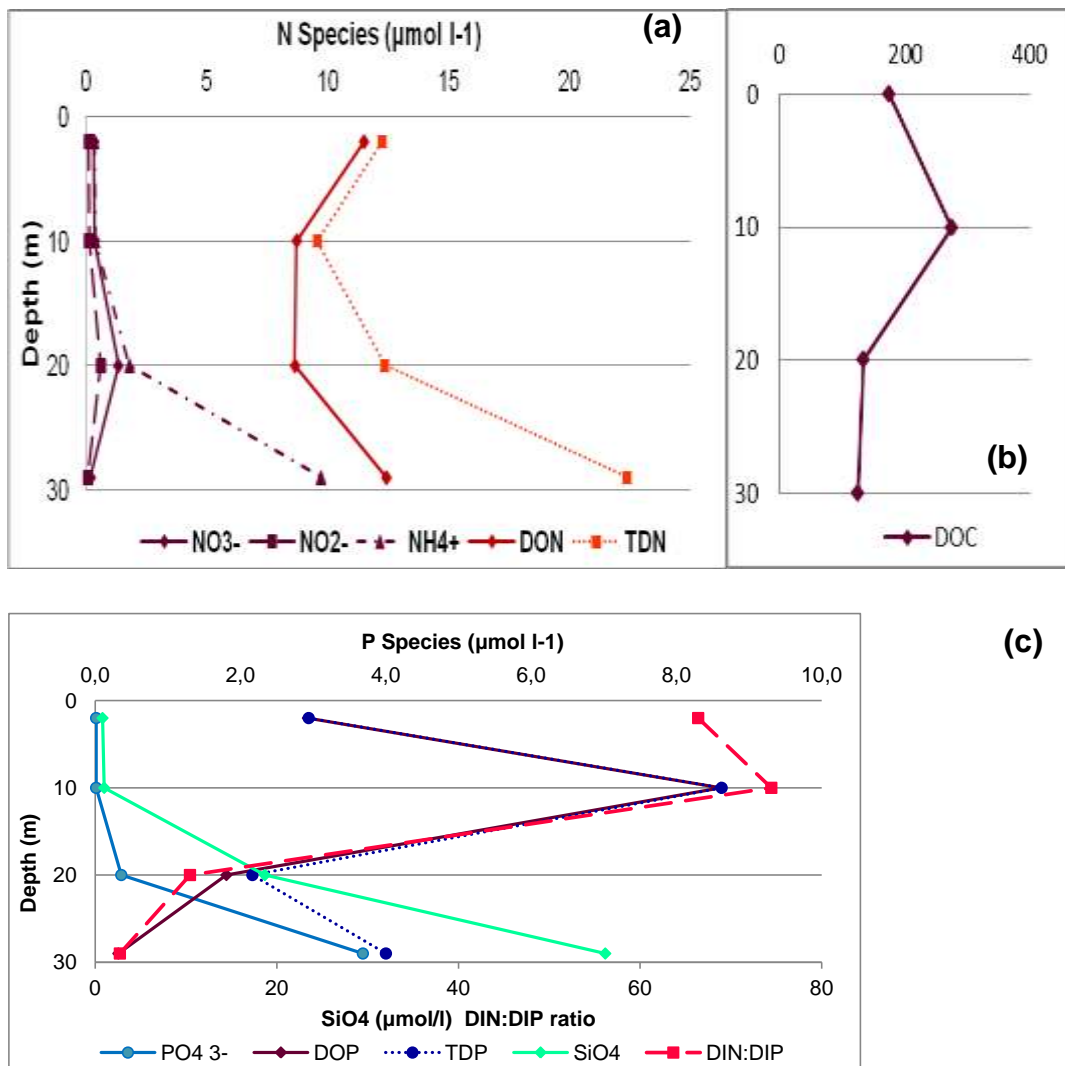 N Species (µmol l-1)
(a)
0 5 10 15 20 25
0
10
20
30
Depth (m)
NO3- NO2- NH4+ DON TDN
0 200 400
0
10
20
30
(b)
DOC
P Species (µmol l-1)
(c)
0,0 2,0 4,0 6,0 8,0 10,0
0
10
20
30
Depth (m)
0 20 40 60 80
SiO4 (µmol/l) DIN:DIP ratio
PO4 3- DOP TDP SiO4 DIN:DIP